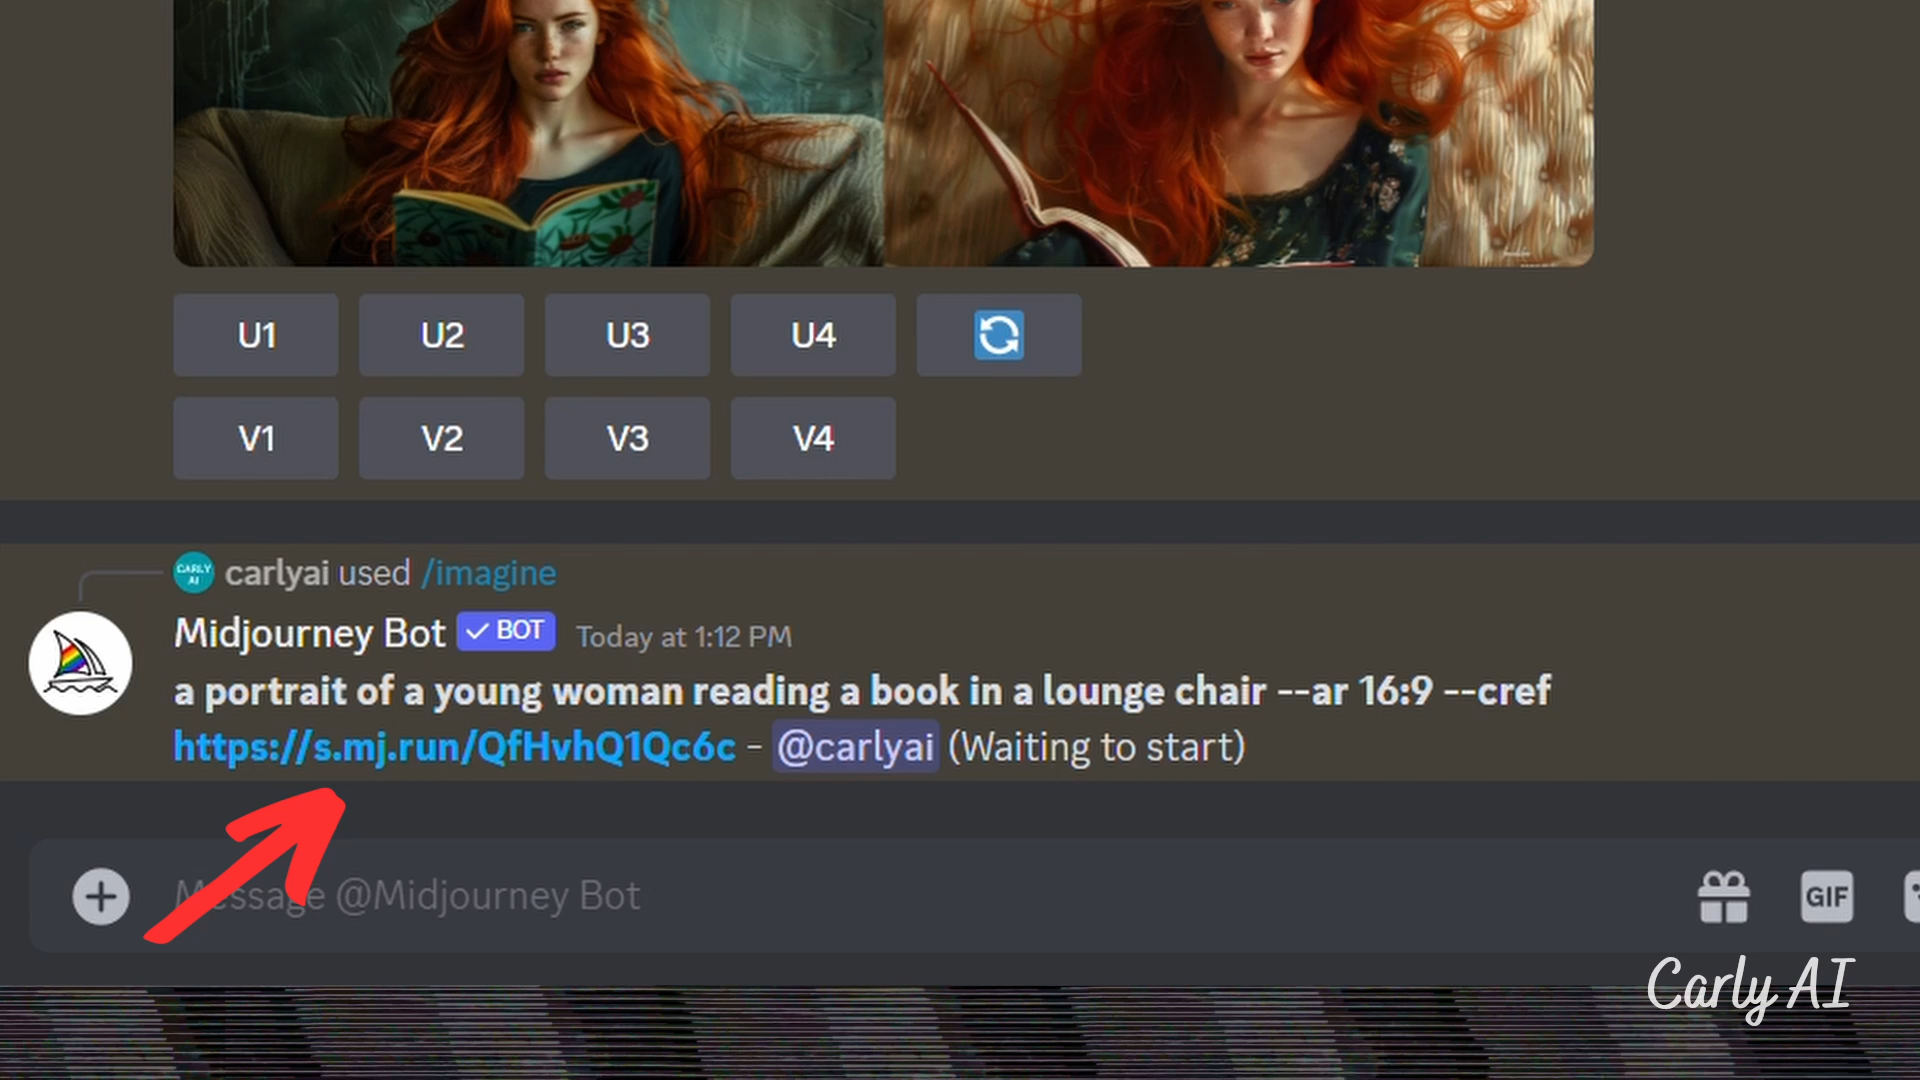 U1 U2 U3 U4
V1 V2 V3 V4
CARLY AI carlyai used /imagine
Midjourney Bot BOT Today at 1:12 PM
a portrait of a young woman reading a book in a lounge chair --ar 16:9 --cref
https://s.mj.run/QfHvhQ1Qc6c - @carlyai (Waiting to start)
Message @Midjourney Bot
GIF
Carly AI